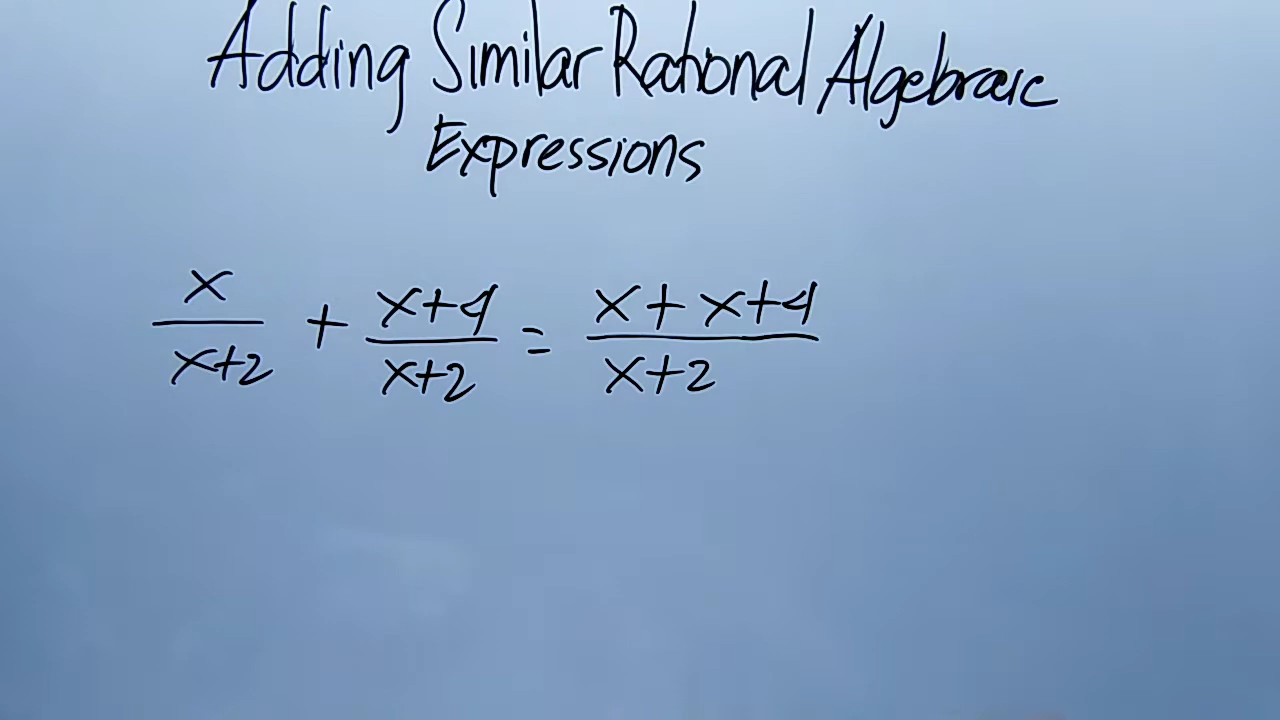 Adding Similar Rational Algebraic
Expressions
x/x+2 + x+4/x+2 = x+x+4/x+2